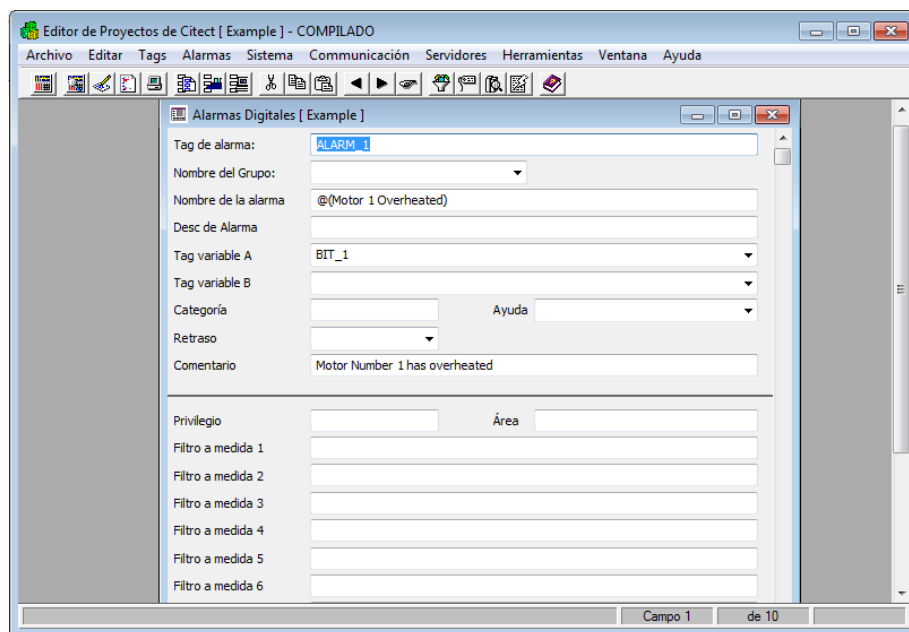 Editor de Proyectos de Citect [ Example ] - COMPILADO
Archivo Editar Tags Alarmas Sistema Communicación Servidores Herramientas Ventana Ayuda
Alarmas Digitales [ Example ]
Tag de alarma: ALARM_1
Nombre del Grupo:
Nombre de la alarma @(Motor 1 Overheated)
Desc de Alarma
Tag variable A BIT_1
Tag variable B
Categoría Ayuda
Retraso
Comentario Motor Number 1 has overheated
Privilegio Área
Filtro a medida 1
Filtro a medida 2
Filtro a medida 3
Filtro a medida 4
Filtro a medida 5
Filtro a medida 6
Campo 1 de 10